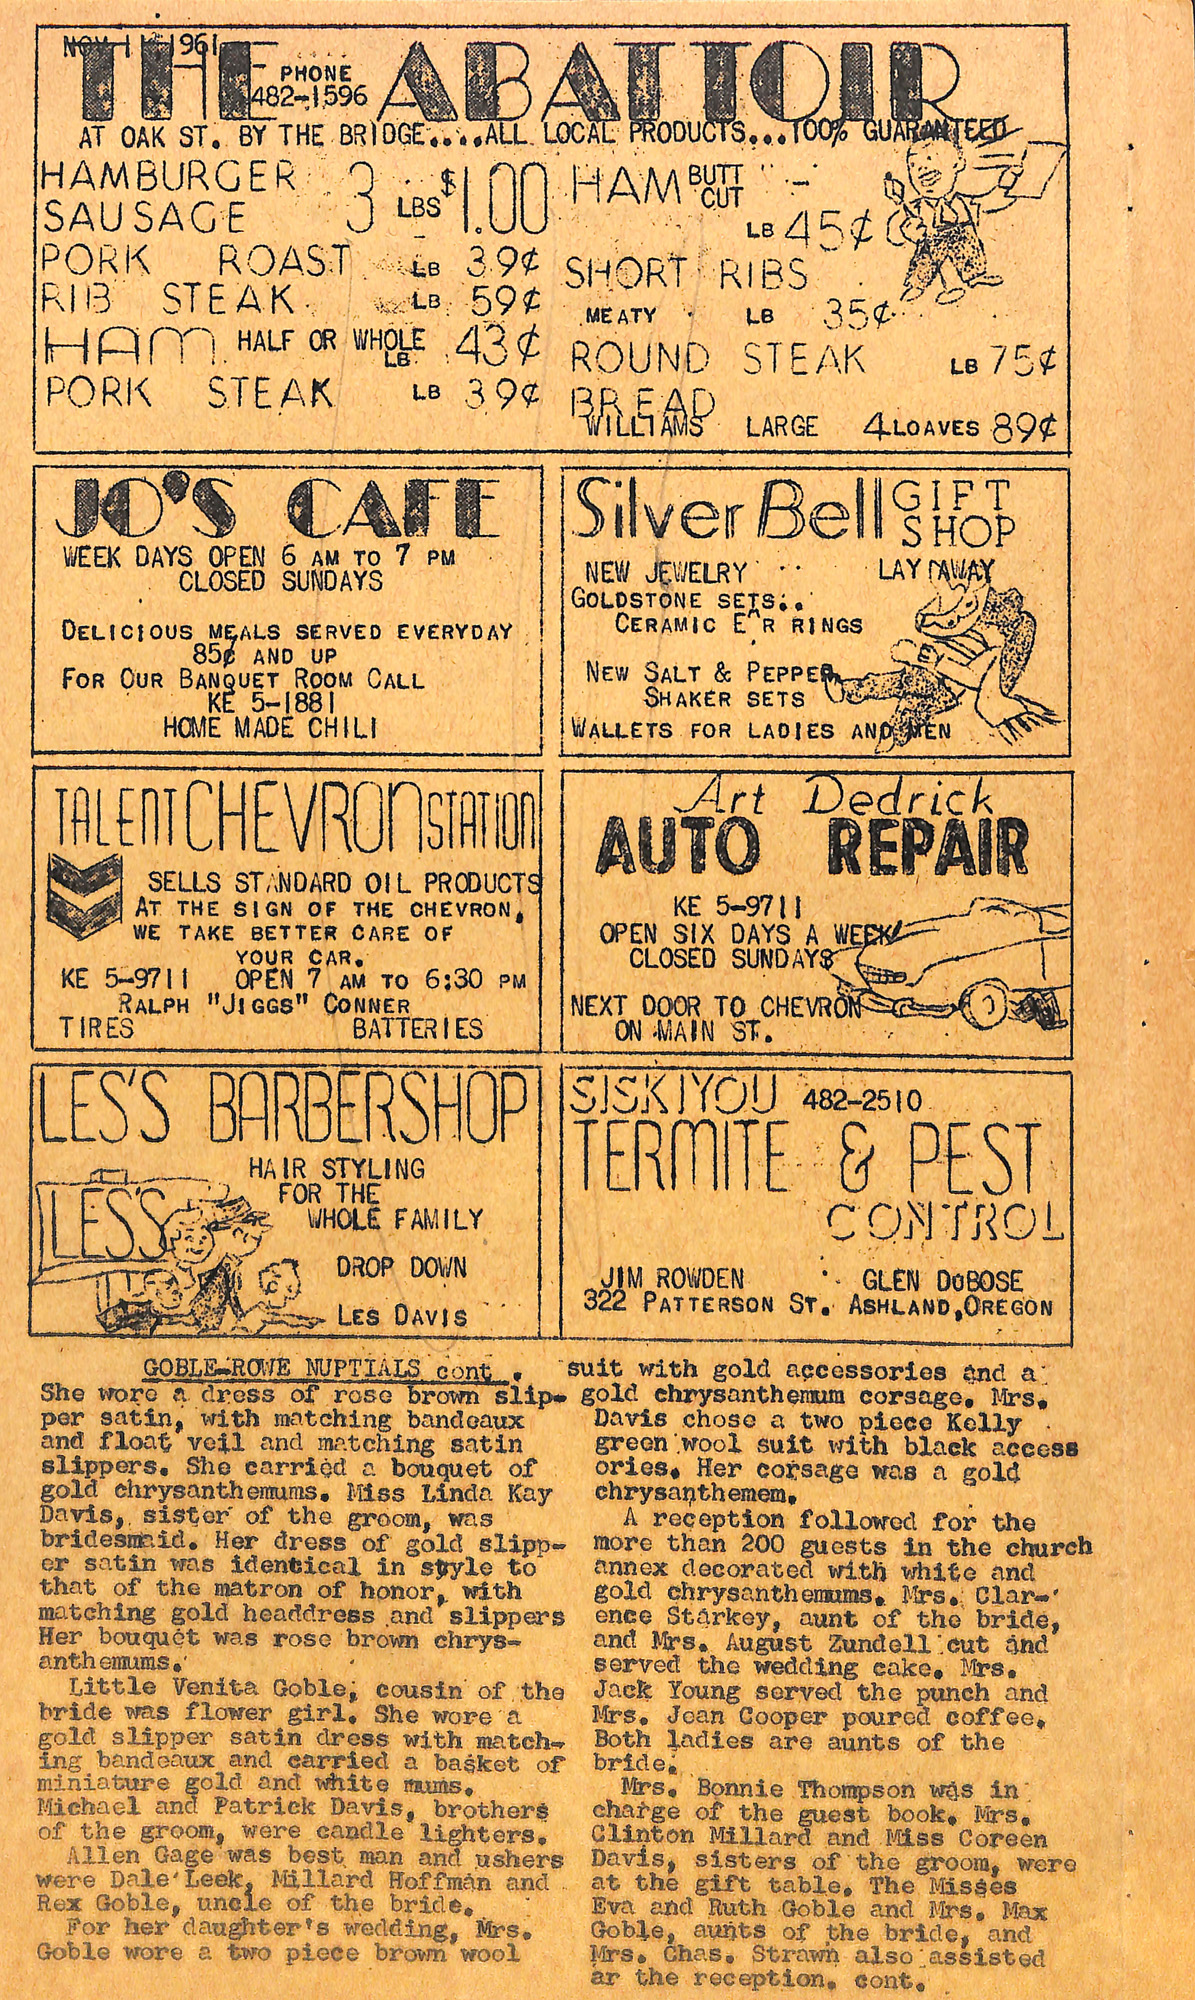 NOV 11 1961
THE ABATTOIR
PHONE
482-1596
AT OAK ST. BY THE BRIDGE....ALL LOCAL PRODUCTS...100% GUARANTEED
HAMBURGER
SAUSAGE 3 LBS $1.00
PORK ROAST LB 39¢
RIB STEAK LB 59¢
HAM HALF OR WHOLE LB 43¢
PORK STEAK LB 39¢
HAM BUTT CUT
LB 45¢
SHORT RIBS
MEATY LB 35¢
ROUND STEAK LB 75¢
BREAD
WILLIAMS LARGE 4 LOAVES 89¢
JO'S CAFE
WEEK DAYS OPEN 6 AM TO 7 PM
CLOSED SUNDAYS
DELICIOUS MEALS SERVED EVERYDAY
85¢ AND UP
FOR OUR BANQUET ROOM CALL
KE 5-1881
HOME MADE CHILI
Silver Bell GIFT SHOP
NEW JEWELRY LAY AWAY
GOLDSTONE SETS..
CERAMIC E^R RINGS
NEW SALT & PEPPER
SHAKER SETS
WALLETS FOR LADIES AND MEN
TALENT CHEVRON STATION
SELLS STANDARD OIL PRODUCTS
AT THE SIGN OF THE CHEVRON,
WE TAKE BETTER CARE OF
YOUR CAR.
KE 5-9711 OPEN 7 AM TO 6:30 PM
RALPH "JIGGS" CONNER
TIRES BATTERIES
Art Dedrick
AUTO REPAIR
KE 5-9711
OPEN SIX DAYS A WEEK
CLOSED SUNDAYS
NEXT DOOR TO CHEVRON
ON MAIN ST.
LES'S BARBERSHOP
HAIR STYLING
FOR THE
WHOLE FAMILY
LES'S
DROP DOWN
LES DAVIS
SISKIYOU 482-2510
TERMITE & PEST
CONTROL
JIM ROWDEN GLEN DUBOSE
322 PATTERSON ST. ASHLAND, OREGON
GOBLE-ROWE NUPTIALS cont.
She wore a dress of rose brown slip-
per satin, with matching bandeaux
and float veil and matching satin
slippers. She carried a bouquet of
gold chrysanthemums. Miss Linda Kay
Davis, sister of the groom, was
bridesmaid. Her dress of gold slipp-
er satin was identical in style to
that of the matron of honor, with
matching gold headdress and slippers
Her bouquet was rose brown chrys-
anthemums.
Little Venita Goble, cousin of the
bride was flower girl. She wore a
gold slipper satin dress with match-
ing bandeaux and carried a basket of
miniature gold and white mums.
Michael and Patrick Davis, brothers
of the groom, were candle lighters.
Allen Gage was best man and ushers
were Dale Leek, Millard Hoffman and
Rex Goble, uncle of the bride.
For her daughter's wedding, Mrs.
Goble wore a two piece brown wool
suit with gold accessories and a
gold chrysanthemum corsage. Mrs.
Davis chose a two piece Kelly
green wool suit with black access
ories. Her corsage was a gold
chrysanthemem.
A reception followed for the
more than 200 guests in the church
annex decorated with white and
gold chrysanthemums. Mrs. Clar-
ence Starkey, aunt of the bride,
and Mrs. August Zundell cut and
served the wedding cake. Mrs.
Jack Young served the punch and
Mrs. Jean Cooper poured coffee.
Both ladies are aunts of the
bride.
Mrs. Bonnie Thompson was in
charge of the guest book. Mrs.
Clinton Millard and Miss Coreen
Davis, sisters of the groom, were
at the gift table. The Misses
Eva and Ruth Goble and Mrs. Max
Goble, aunts of the bride, and
Mrs. Chas. Strawn also assisted
ar the reception. cont.